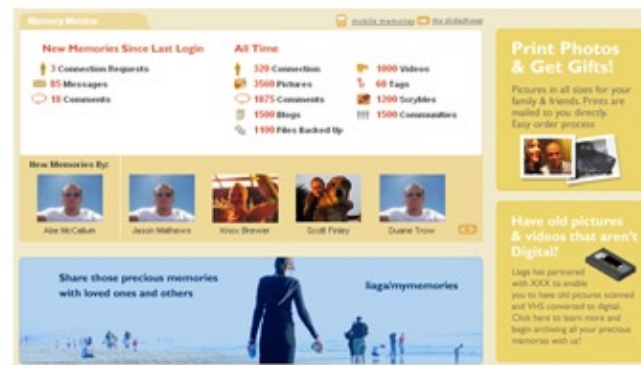 Memory Monitor
mobile memories my slideshow
New Memories Since Last Login
3 Connection Requests
85 Messages
18 Comments
All Time
320 Connection
3560 Pictures
1875 Comments
1500 Blogs
1100 Files Backed Up
1000 Videos
60 Tags
1200 Scrybles
1500 Communities
New Memories By:
Abe McCallum
Jason Mathews
Knox Brewer
Scott Finley
Duane Trow
Share those precious memories
with loved ones and others
liaga/mymemories
Print Photos
& Get Gifts!
Pictures in all sizes for your
family & friends. Prints are
mailed to you directly.
Easy order process
Have old pictures
& videos that aren't
Digital?
Liaga has partnered
with XXX to enable
you to have old pictures scanned
and VHS converted to digital.
Click here to learn more and
begin archiving all your precious
memories with us!